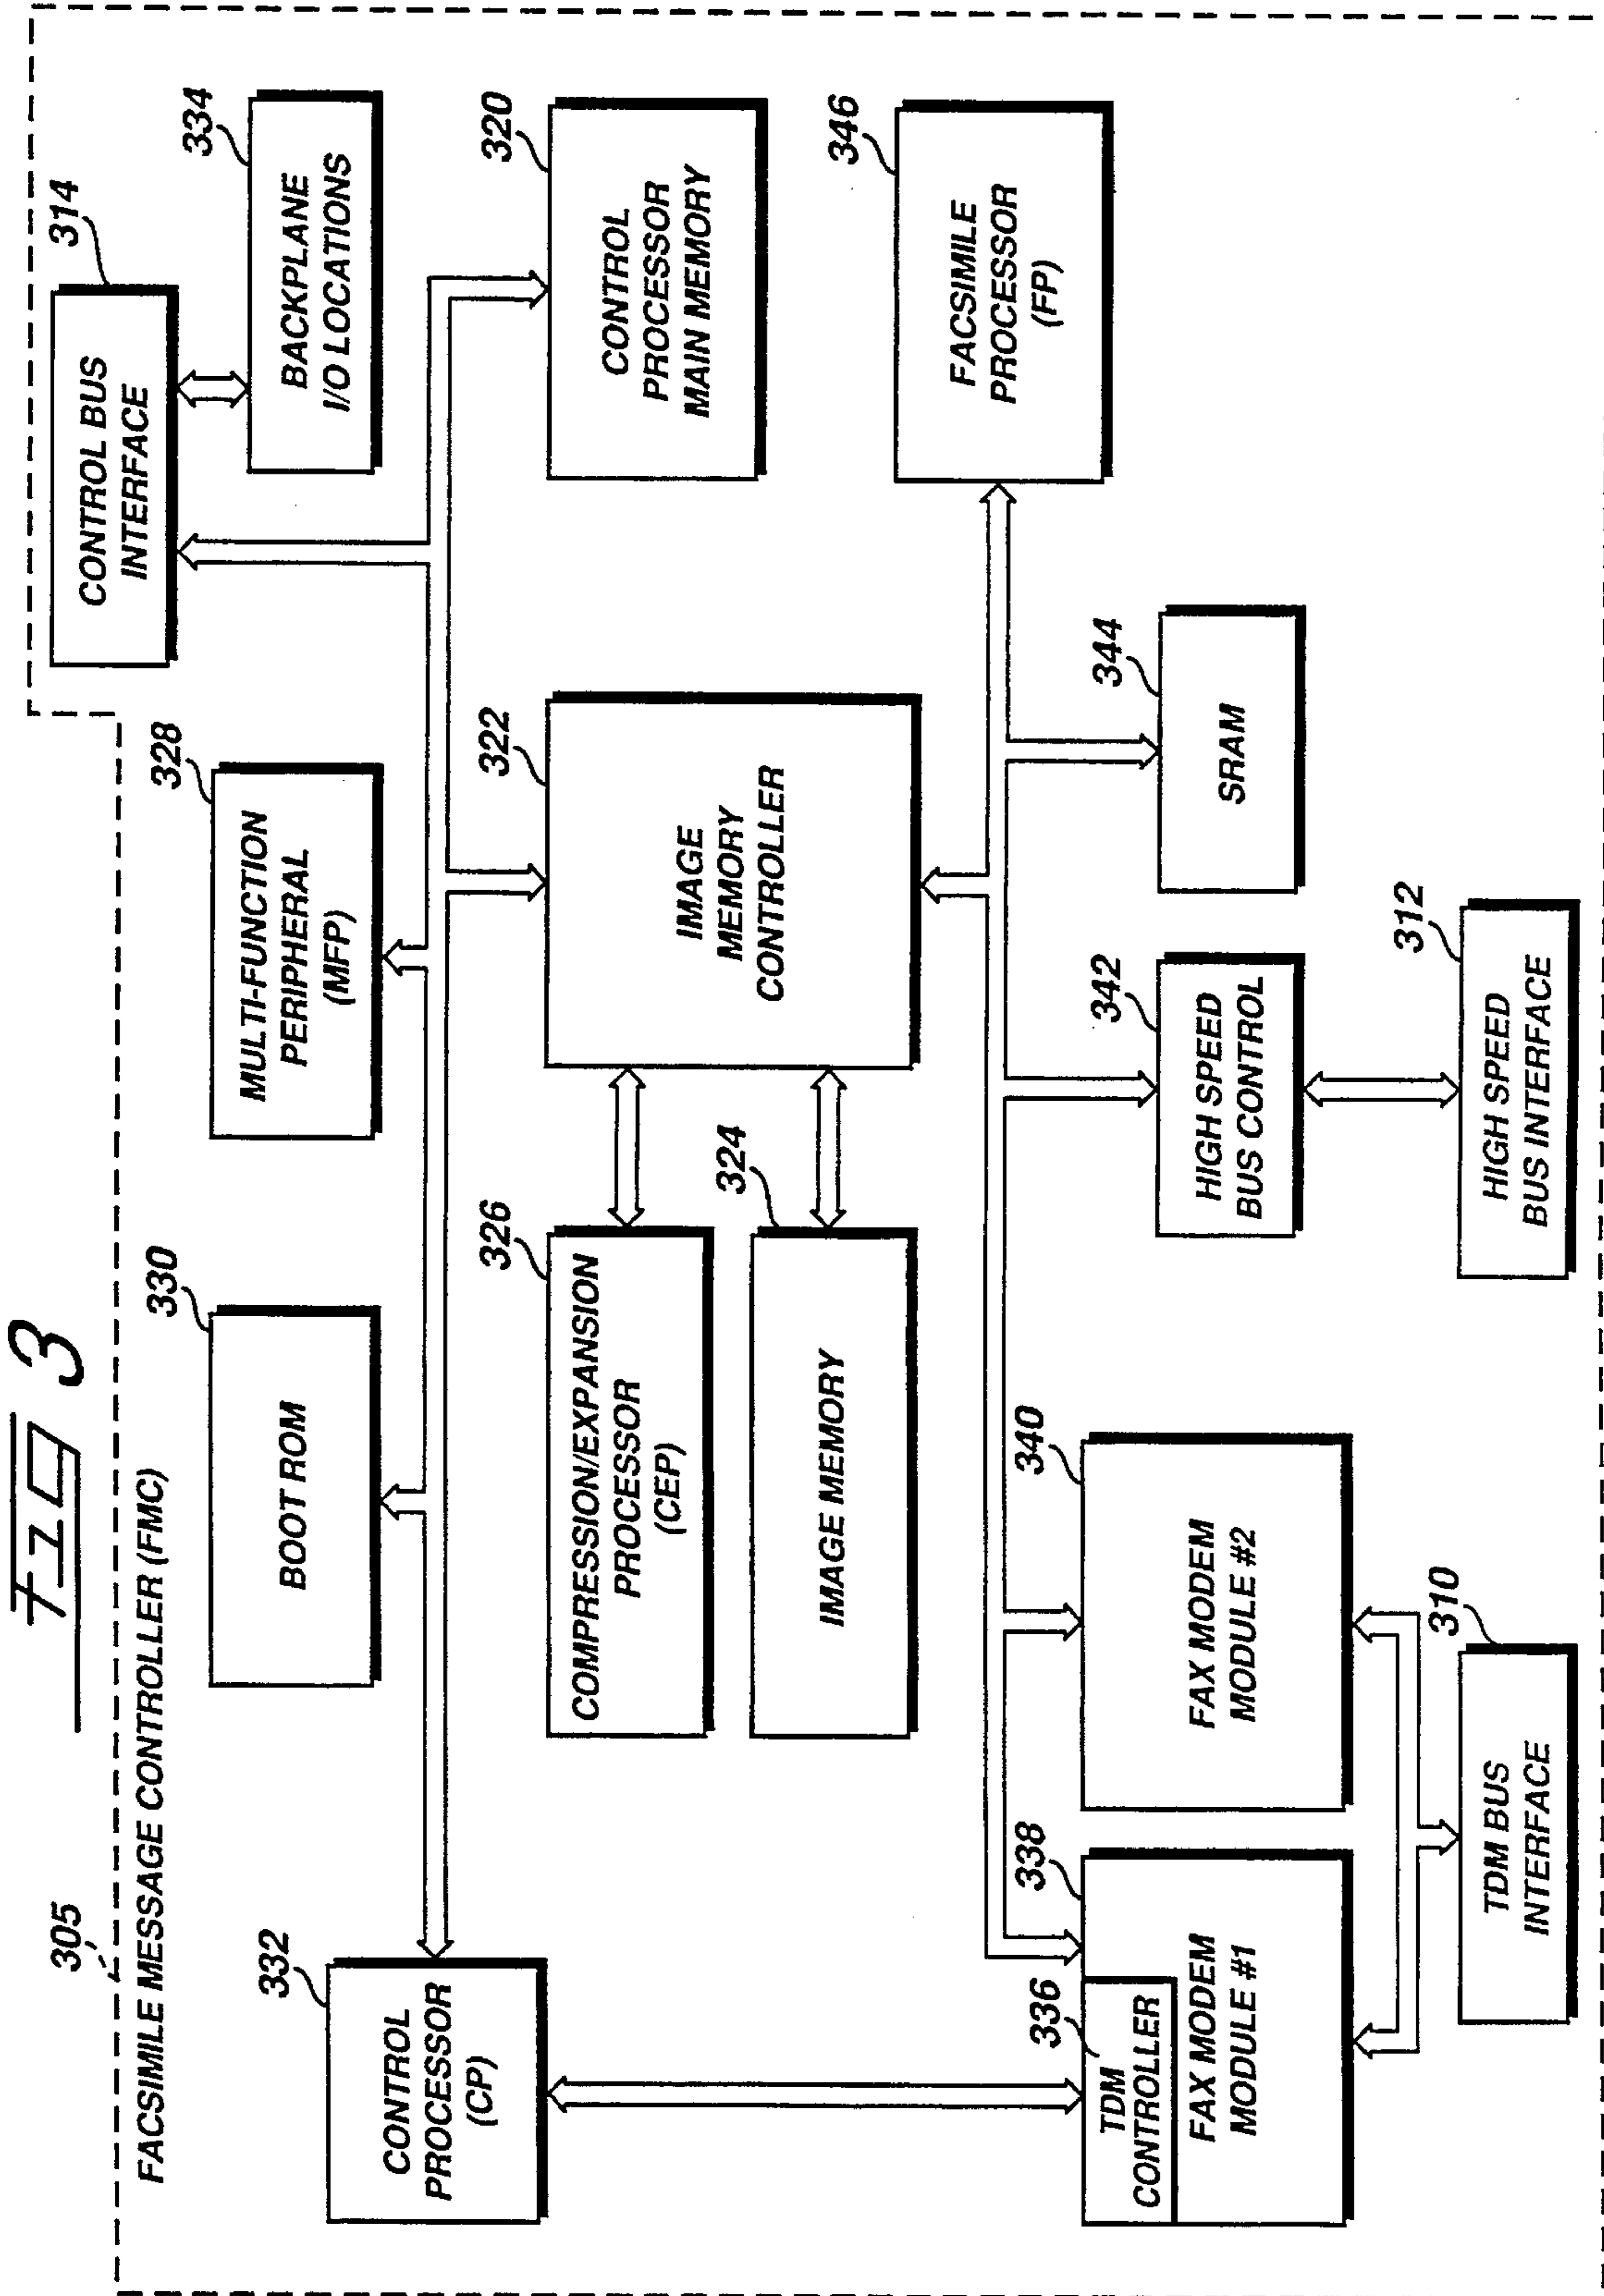 FIG 3
305
FACSIMILE MESSAGE CONTROLLER (FMC)
332
CONTROL
PROCESSOR
(CP)
330
BOOT ROM
328
MULTI-FUNCTION
PERIPHERAL
(MFP)
314
CONTROL BUS
INTERFACE
334
BACKPLANE
I/O LOCATIONS
326
COMPRESSION/EXPANSION
PROCESSOR
(CEP)
324
IMAGE MEMORY
322
IMAGE
MEMORY
CONTROLLER
320
CONTROL
PROCESSOR
MAIN MEMORY
346
FACSIMILE
PROCESSOR
(FP)
336
TDM
CONTROLLER
338
FAX MODEM
MODULE #1
340
FAX MODEM
MODULE #2
342
HIGH SPEED
BUS CONTROL
344
SRAM
310
TDM BUS
INTERFACE
312
HIGH SPEED
BUS INTERFACE